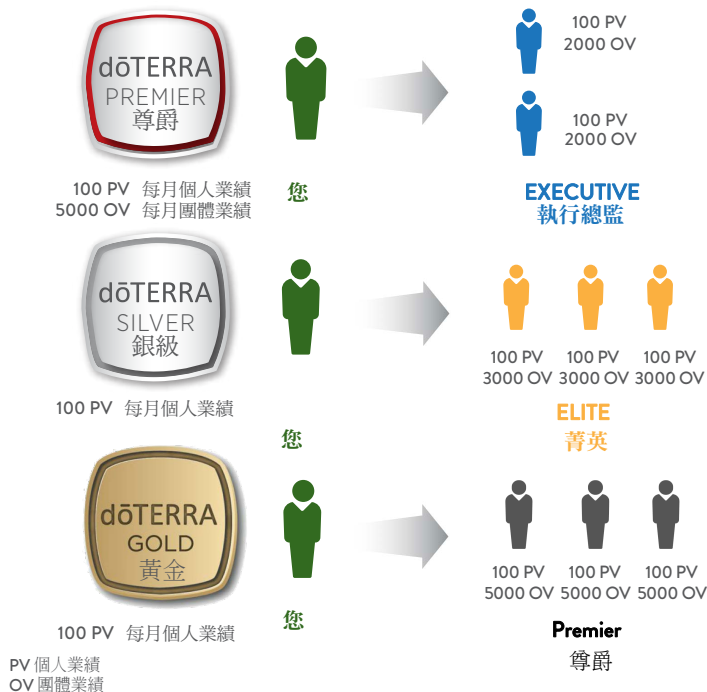 dōTERRA
PREMIER
尊爵
100 PV 每月個人業績
5000 OV 每月團體業績
您
100 PV
2000 OV
100 PV
2000 OV
EXECUTIVE
執行總監
dōTERRA
SILVER
銀級
100 PV 每月個人業績
您
100 PV 100 PV 100 PV
3000 OV 3000 OV 3000 OV
ELITE
菁英
dōTERRA
GOLD
黃金
100 PV 每月個人業績
您
100 PV 100 PV 100 PV
5000 OV 5000 OV 5000 OV
Premier
尊爵
PV 個人業績
OV 團體業績